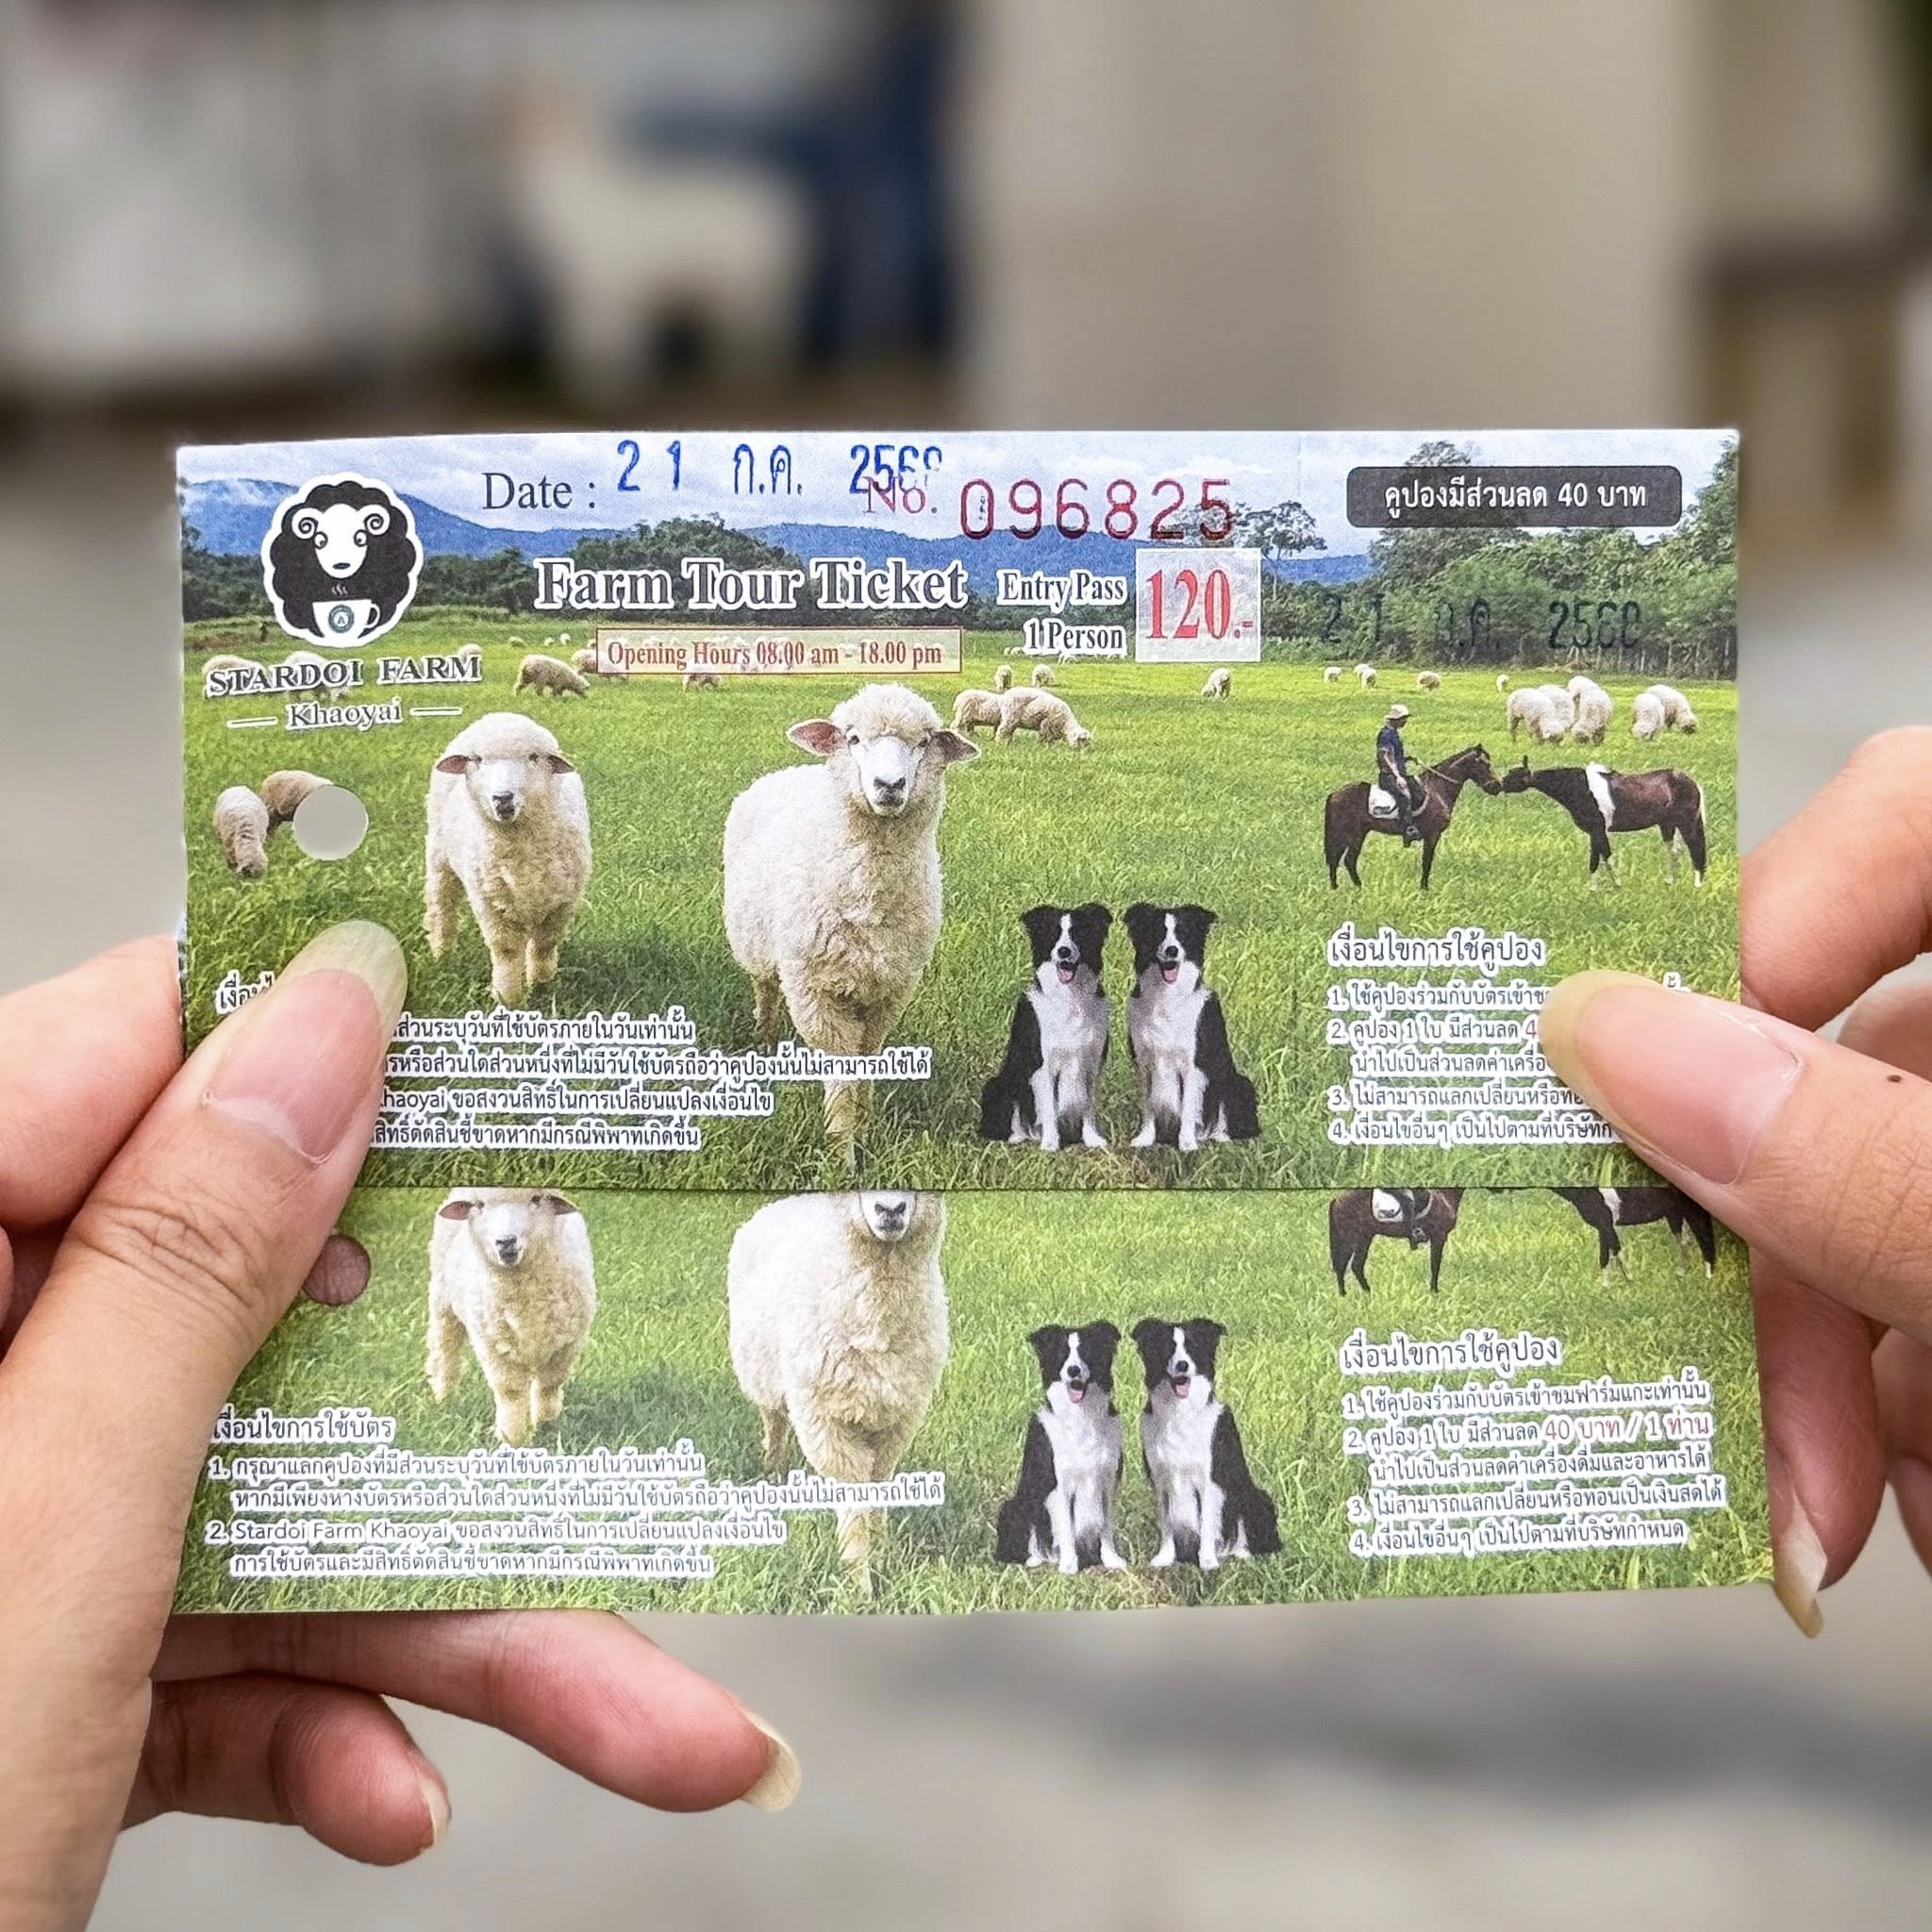 Date : 21 ก.ค. 2568
No. 096825
คูปองมีส่วนลด 40 บาท
Farm Tour Ticket
Entry Pass
1 Person
120.-
Opening Hours 08.00 am - 18.00 pm
21 ก.ค. 2568
STARDOI FARM
Khaoyai
เงื่อนไ
ส่วนระบุวันที่ใช้บัตรภายในวันเท่านั้น
รหรือส่วนใดส่วนหนึ่งที่ไม่มีวันใช้บัตรถือว่าคูปองนั้นไม่สามารถใช้ได้
haoyai ขอสงวนสิทธิ์ในการเปลี่ยนแปลงเงื่อนไข
สิทธิ์ตัดสินชี้ขาดหากมีกรณีพิพาทเกิดขึ้น
เงื่อนไขการใช้คูปอง
1. ใช้คูปองร่วมกับบัตรเข้าช
2. คูปอง 1 ใบ มีส่วนลด 4
นำไปเป็นส่วนลดค่าเครื่อ
3. ไม่สามารถแลกเปลี่ยนหรือ
4. เงื่อนไขอื่นๆ เป็นไปตามที่บริษัทก
เงื่อนไขการใช้บัตร
1. กรุณาแลกคูปองที่มีส่วนระบุวันที่ใช้บัตรภายในวันเท่านั้น
หากมีเพียงหางบัตรหรือส่วนใดส่วนหนึ่งที่ไม่มีวันใช้บัตรถือว่าคูปองนั้นไม่สามารถใช้ได้
2. Stardoi Farm Khaoyai ขอสงวนสิทธิ์ในการเปลี่ยนแปลงเงื่อนไข
การใช้บัตรและมีสิทธิ์ตัดสินชี้ขาดหากมีกรณีพิพาทเกิดขึ้น
เงื่อนไขการใช้คูปอง
1. ใช้คูปองร่วมกับบัตรเข้าชมฟาร์มแกะเท่านั้น
2. คูปอง 1 ใบ มีส่วนลด 40 บาท / 1 ท่าน
นำไปเป็นส่วนลดค่าเครื่องดื่มและอาหารได้
3. ไม่สามารถแลกเปลี่ยนหรือทอนเป็นเงินสดได้
4. เงื่อนไขอื่นๆ เป็นไปตามที่บริษัทกำหนด